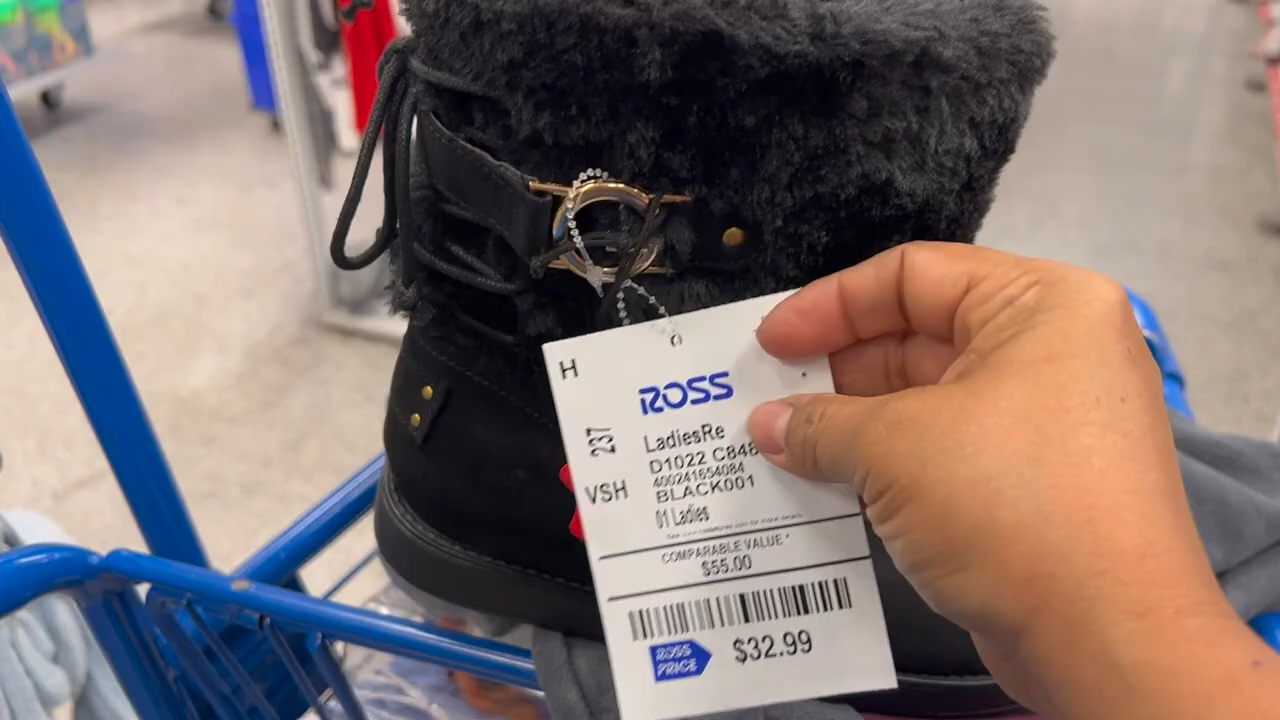 H
ROSS
237
LadiesRe
D1022 C848
400241654084
VSH
BLACK001
01 Ladies
COMPARABLE VALUE*
$55.00
ROSS
PRICE
$32.99